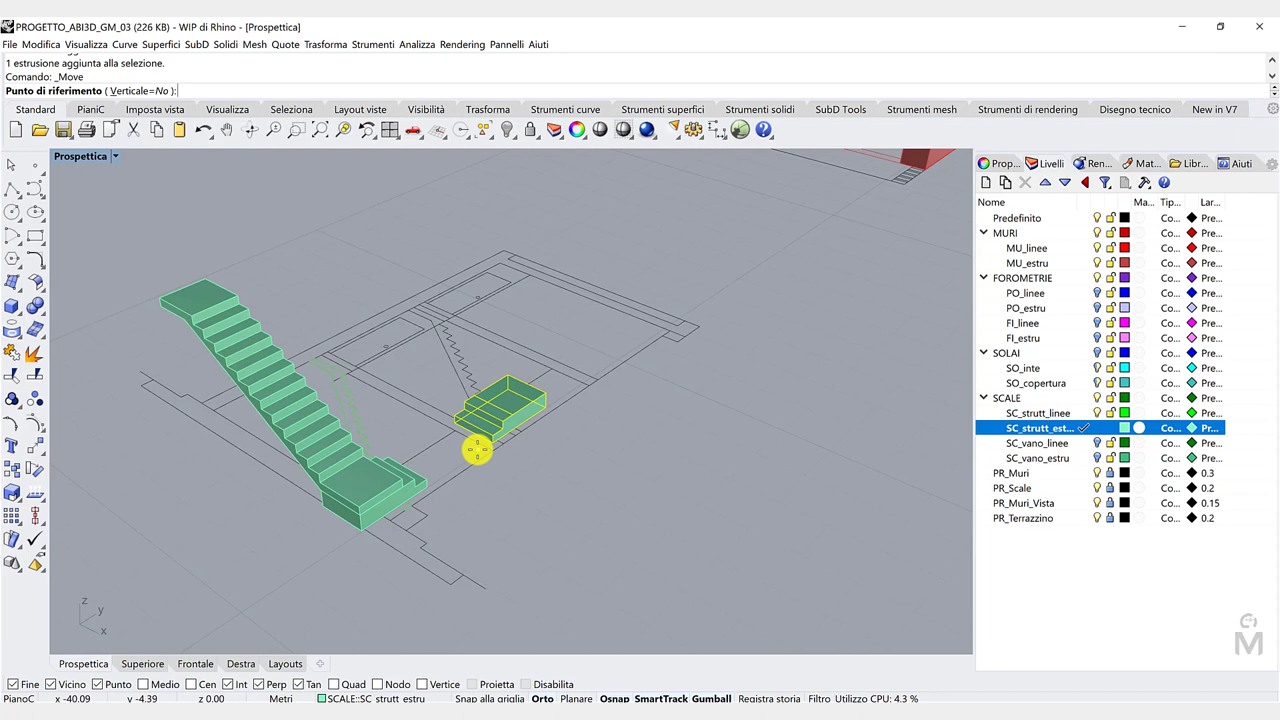 PROGETTO_ABI3D_GM_03 (226 KB) - WIP di Rhino - [Prospettica]
File Modifica Visualizza Curve Superfici SubD Solidi Mesh Quote Trasforma Strumenti Analizza Rendering Pannelli Aiuti
1 estrusione aggiunta alla selezione.
Comando: _Move
Punto di riferimento ( Verticale=No ):
Standard PianiC Imposta vista Visualizza Seleziona Layout viste Visibilità Trasforma Strumenti curve Strumenti superfici Strumenti solidi SubD Tools Strumenti mesh Strumenti di rendering Disegno tecnico New in V7
Prospettica
Prop... Livelli Ren... Mat... Libr... Aiuti
Nome Ma... Tip... Lar...
Predefinito Co... Pre...
MURI Co... Pre...
MU_linee Co... Pre...
MU_estru Co... Pre...
FOROMETRIE Co... Pre...
PO_linee Co... Pre...
PO_estru Co... Pre...
FI_linee Co... Pre...
FI_estru Co... Pre...
SOLAI Co... Pre...
SO_inte Co... Pre...
SO_copertura Co... Pre...
SCALE Co... Pre...
SC_strutt_linee Co... Pre...
SC_strutt_est... Co... Pr...
SC_vano_linee Co... Pre...
SC_vano_estru Co... Pre...
PR_Muri Co... 0.3
PR_Scale Co... 0.2
PR_Muri_Vista Co... 0.15
PR_Terrazzino Co... 0.2
z
y
x
M
Prospettica Superiore Frontale Destra Layouts
Fine Vicino Punto Medio Cen Int Perp Tan Quad Nodo Vertice Proietta Disabilita
PianoC x -40.09 y -4.39 z 0.00 Metri SCALE::SC_strutt_estru Snap alla griglia Orto Planare Osnap SmartTrack Gumball Registra storia Filtro Utilizzo CPU: 4.3 %